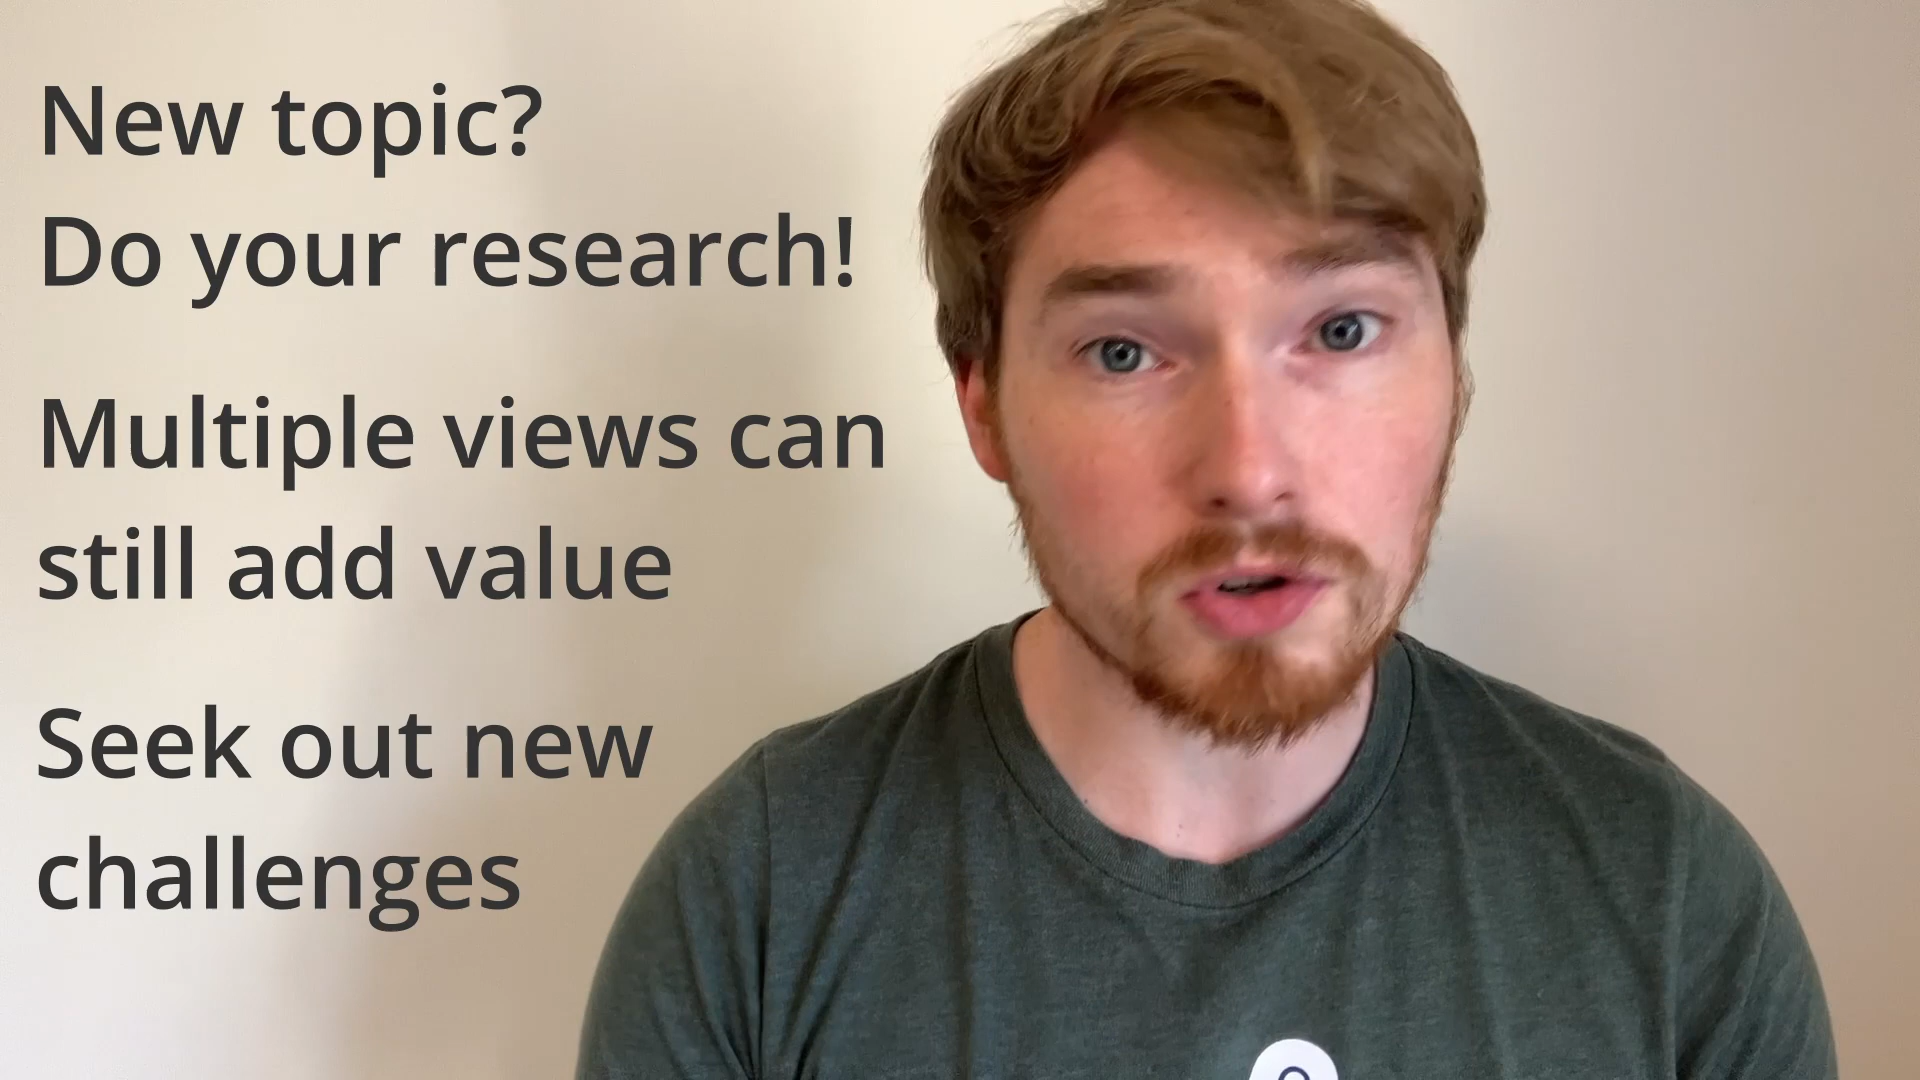 New topic?
Do your research!
Multiple views can
still add value
Seek out new
challenges